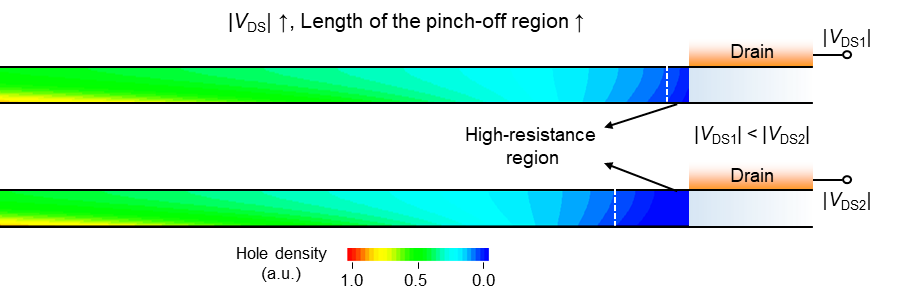 |VDS| ↑, Length of the pinch-off region ↑
Drain
|VDS1|
High-resistance
region
|VDS1| < |VDS2|
Drain
|VDS2|
Hole density
(a.u.)
1.0
0.5
0.0